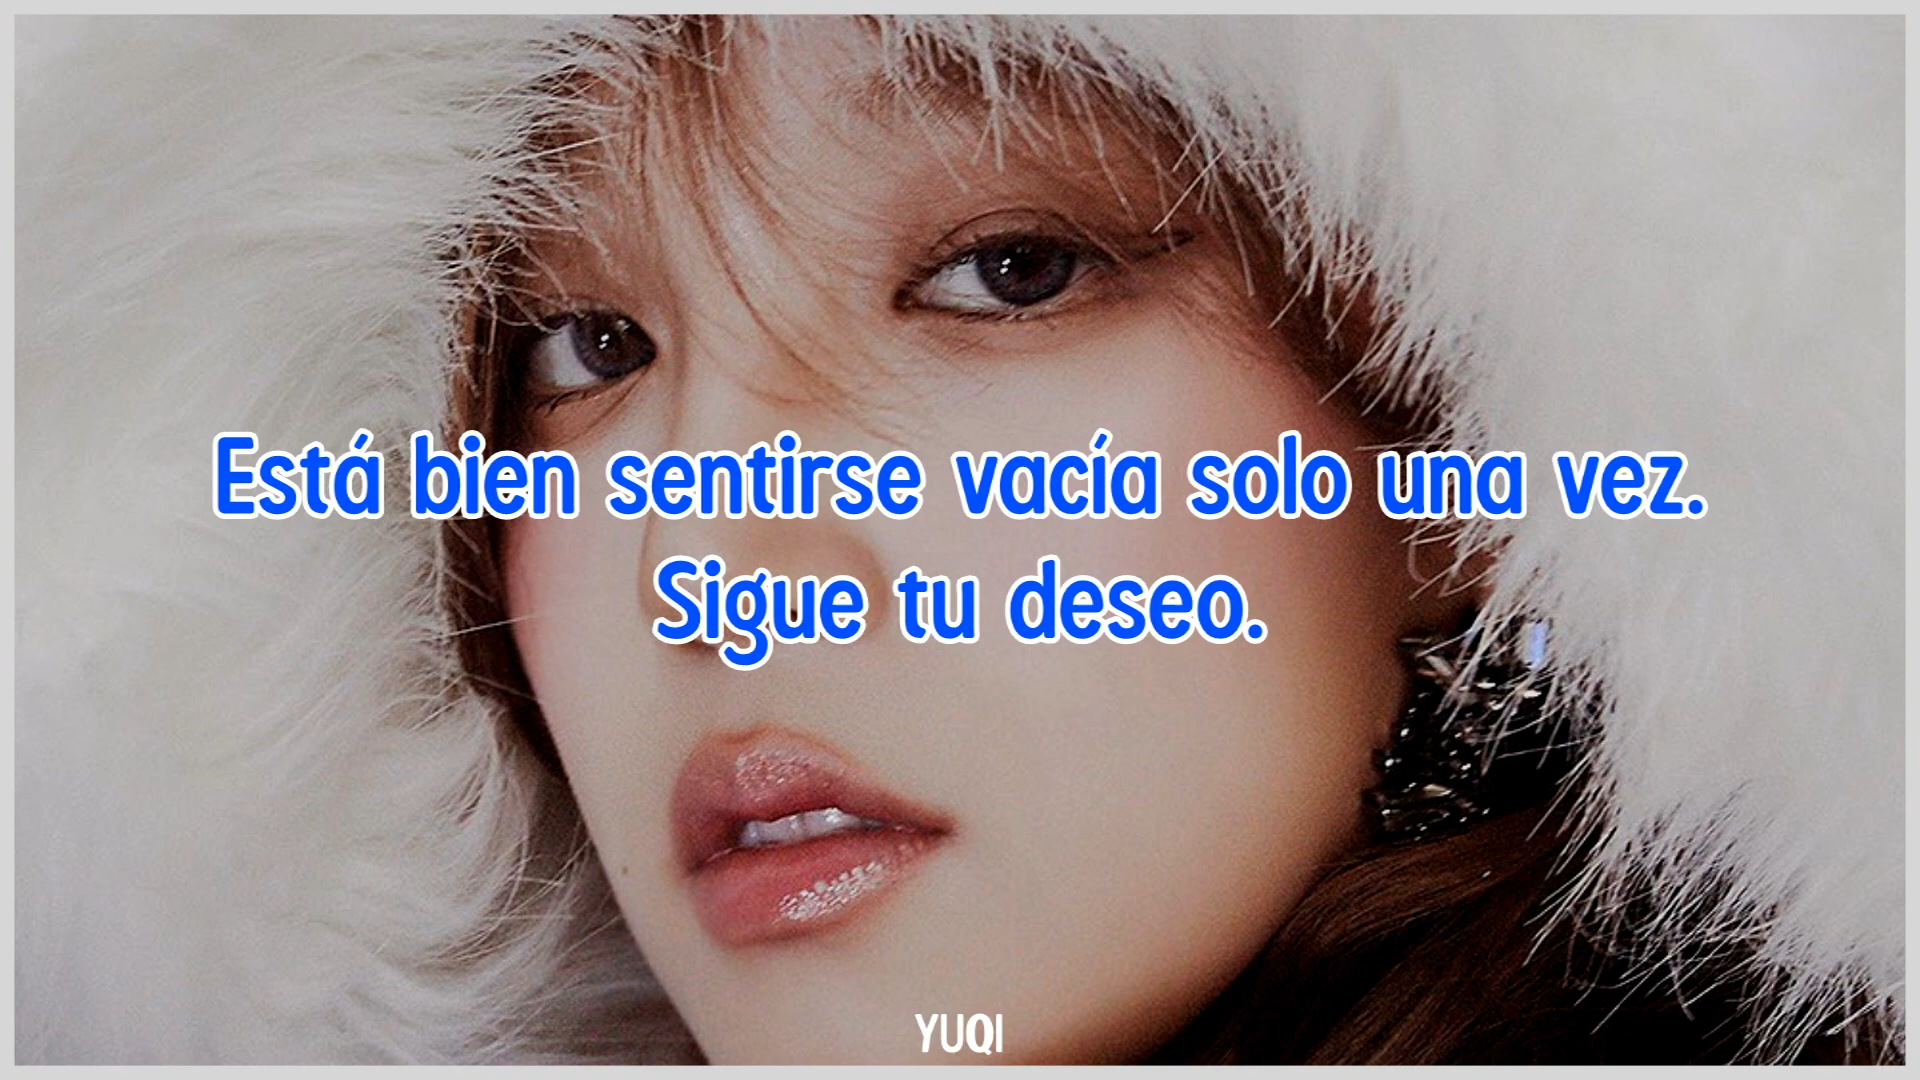 Está bien sentirse vacía solo una vez.
Sigue tu deseo.
YUQI